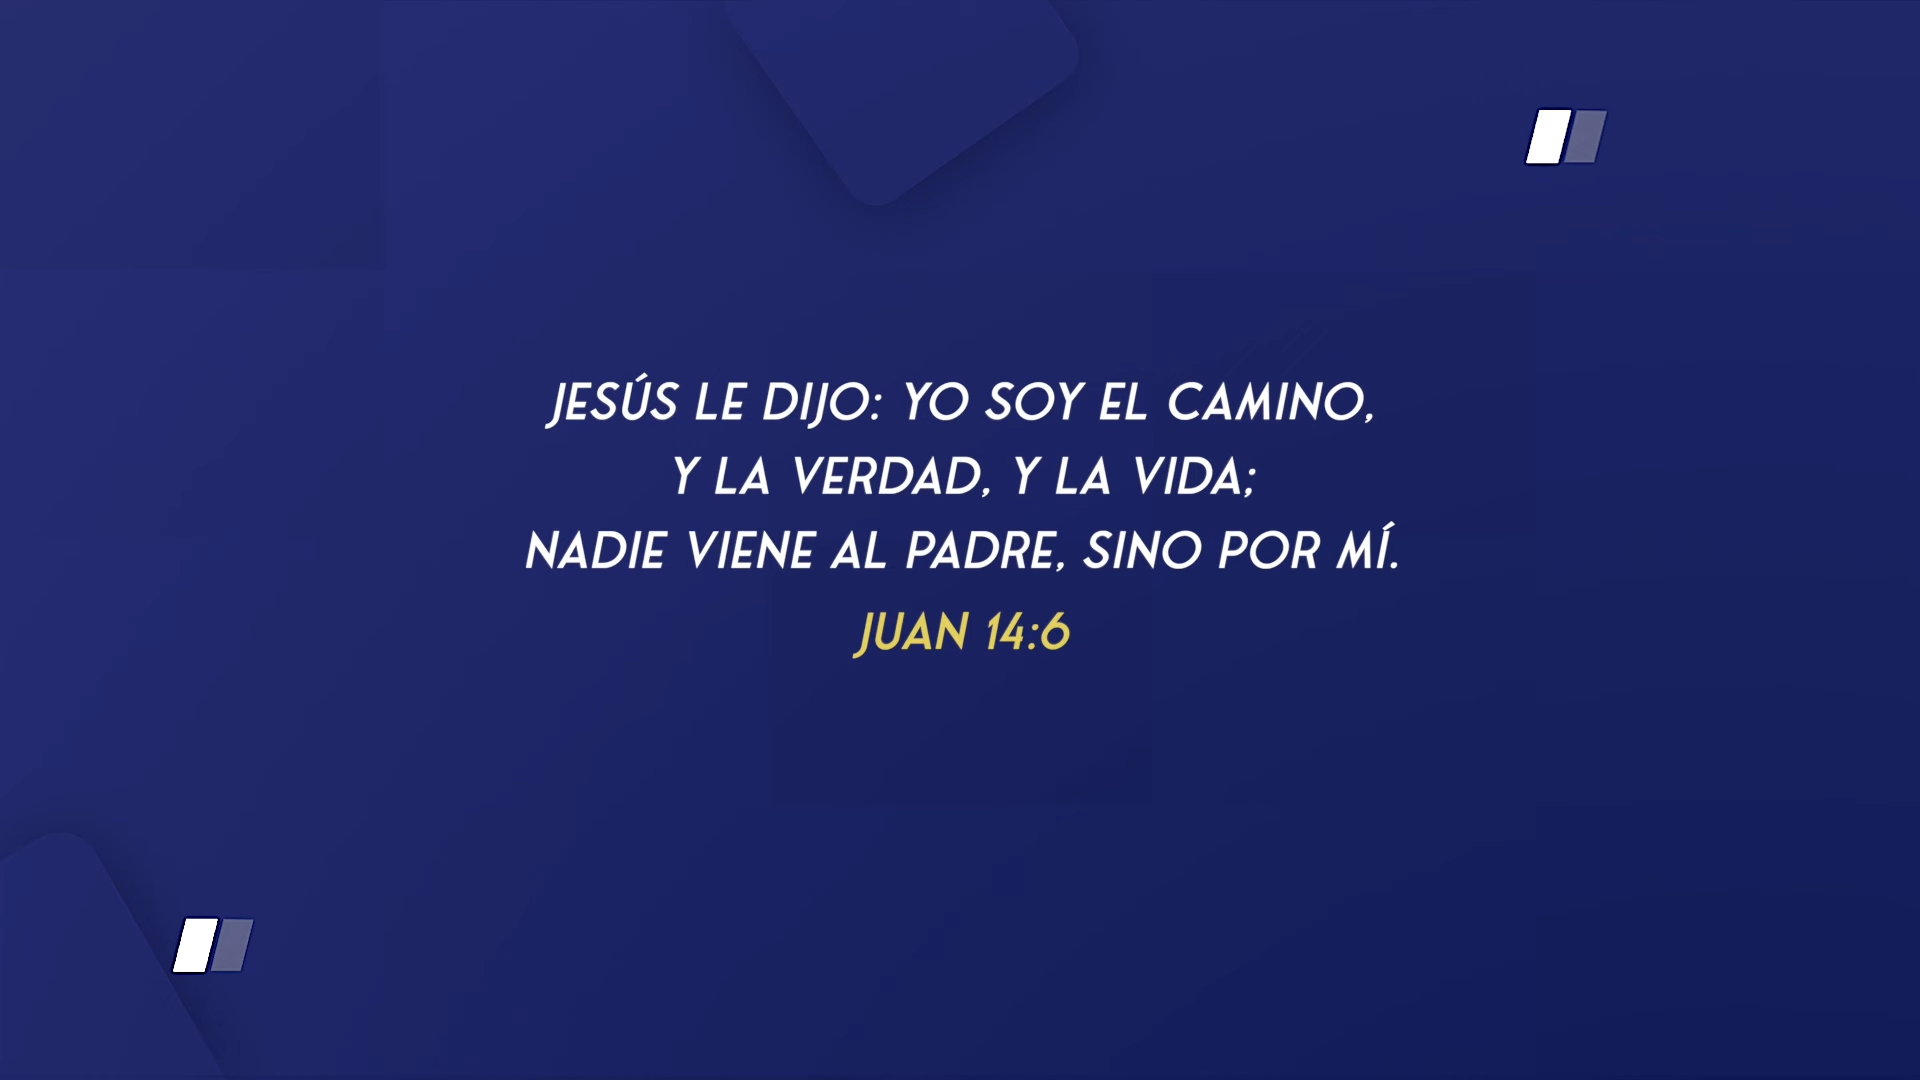 JESÚS LE DIJO: YO SOY EL CAMINO,
Y LA VERDAD, Y LA VIDA;
NADIE VIENE AL PADRE, SINO POR MÍ.
JUAN 14:6